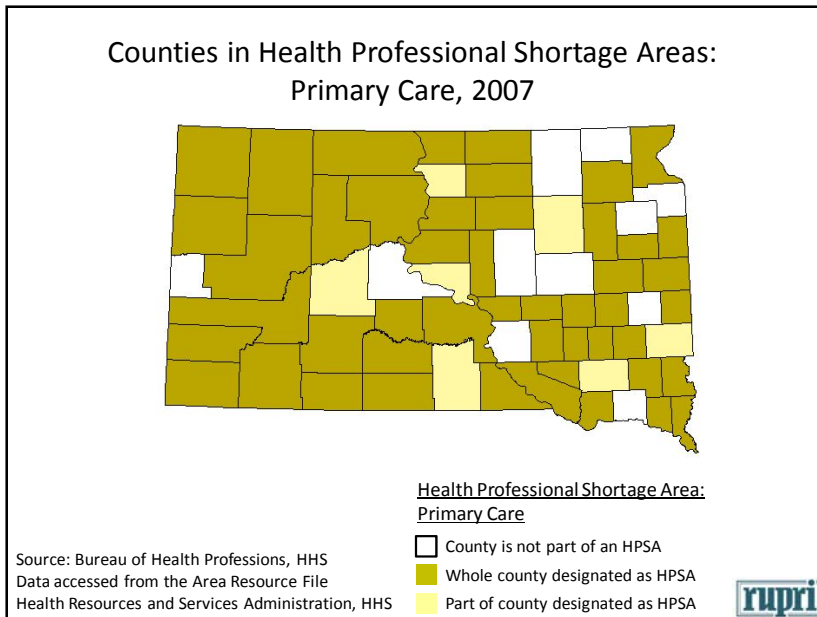 Counties in Health Professional Shortage Areas:
Primary Care, 2007
Health Professional Shortage Area:
Primary Care
County is not part of an HPSA
Whole county designated as HPSA
Part of county designated as HPSA
Source: Bureau of Health Professions, HHS
Data accessed from the Area Resource File
Health Resources and Services Administration, HHS
rupri